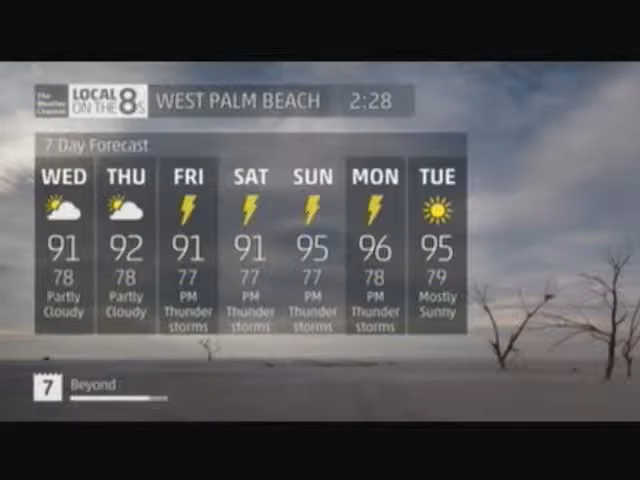 The Weather Channel
LOCAL ON THE 8s
WEST PALM BEACH 2:28
7 Day Forecast
WED THU FRI SAT SUN MON TUE
91 92 91 91 95 96 95
78 78 77 77 77 78 79
Partly Partly PM PM PM PM Mostly
Cloudy Cloudy Thunder Thunder Thunder Thunder Sunny
storms storms storms storms
7 Beyond